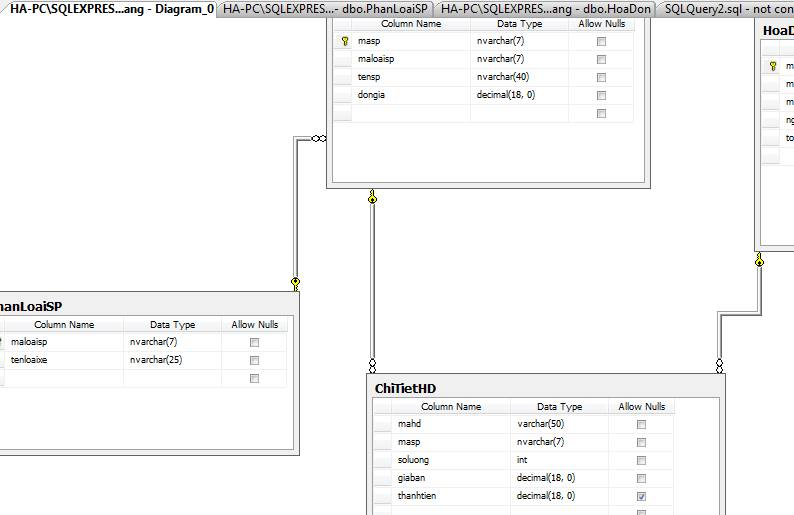 HA-PC\SQLEXPRES...ang - Diagram_0 HA-PC\SQLEXPRES...- dbo.PhanLoaiSP HA-PC\SQLEXPRES...ang - dbo.HoaDon SQLQuery2.sql - not con
Column Name Data Type Allow Nulls
masp nvarchar(7)
maloaisp nvarchar(7)
tensp nvarchar(40)
dongia decimal(18, 0)
HoaD
m
m
m
ng
to
hanLoaiSP
Column Name Data Type Allow Nulls
maloaisp nvarchar(7)
tenloaixe nvarchar(25)
ChiTietHD
Column Name Data Type Allow Nulls
mahd varchar(50)
masp nvarchar(7)
soluong int
giaban decimal(18, 0)
thanhtien decimal(18, 0)